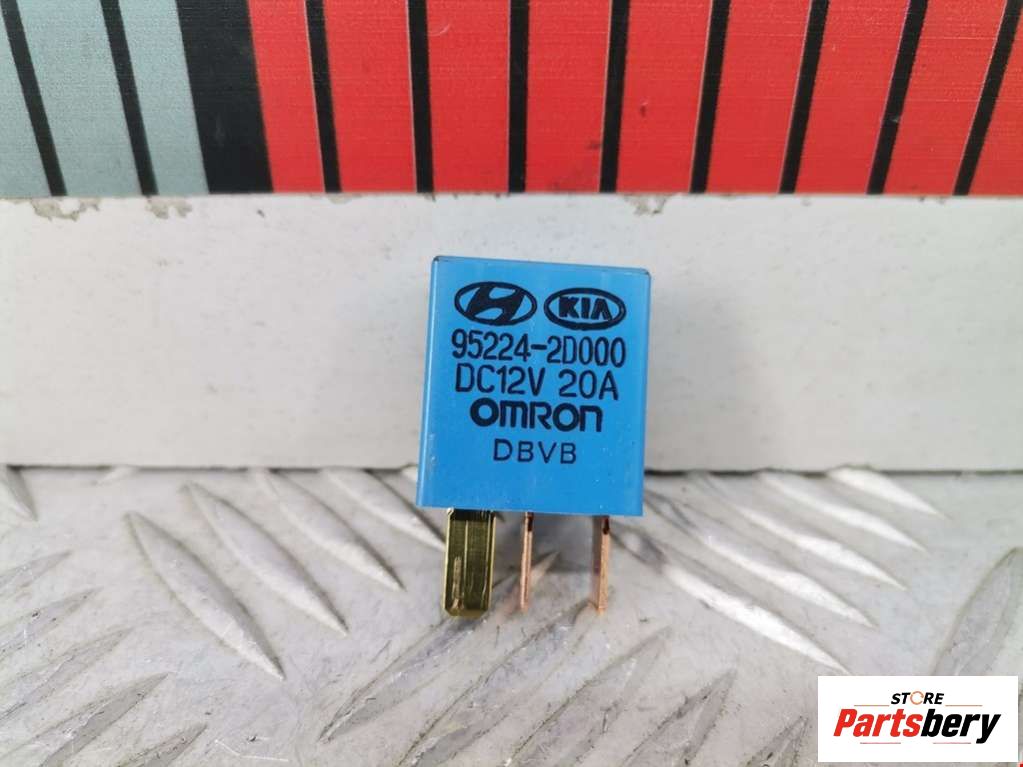 KIA
95224-2D000
DC12V 20A
OMRON
DBVB
STORE
Partsbery